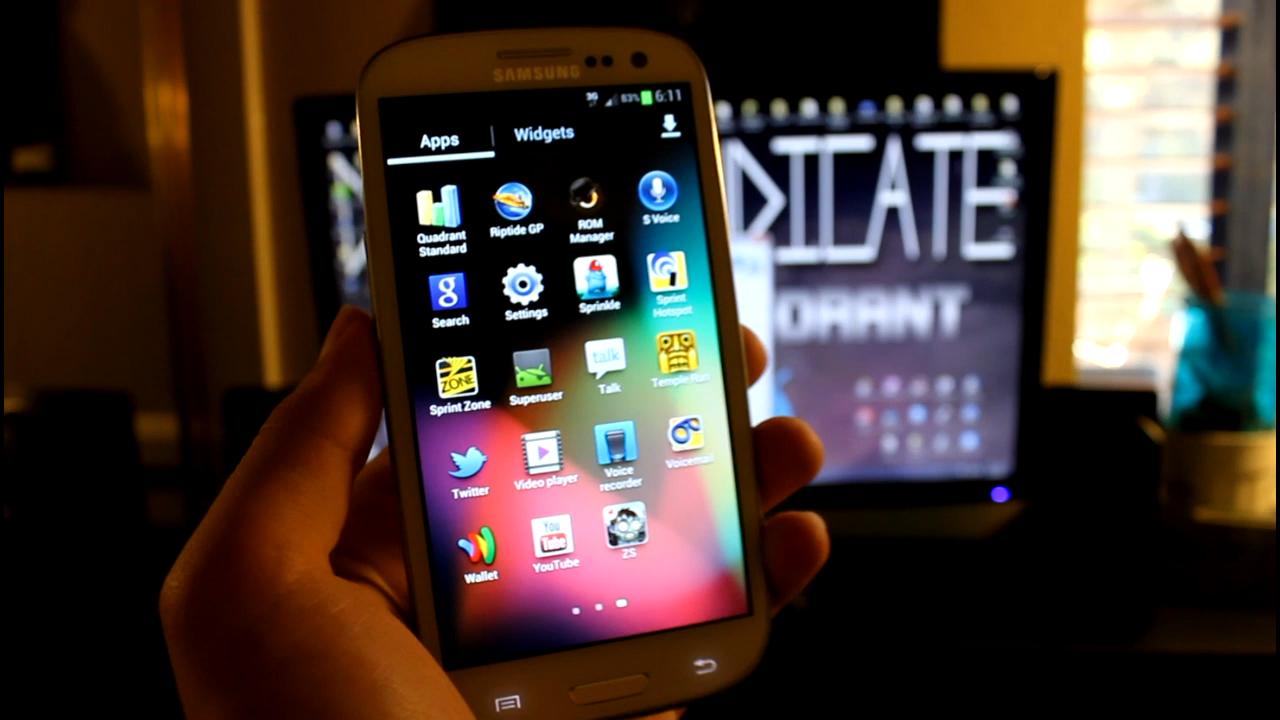 SAMSUNG
3G 83% 6:11
Apps Widgets
Quadrant
Standard
Riptide GP
ROM
Manager
S Voice
Search
Settings
Sprinkle
Sprint
Hotspot
ZONE
Sprint Zone
Superuser
talk
Talk
Temple Run
Twitter
Video player
Voice
recorder
Voicemail
Wallet
You
Tube
YouTube
ZS
DICATE